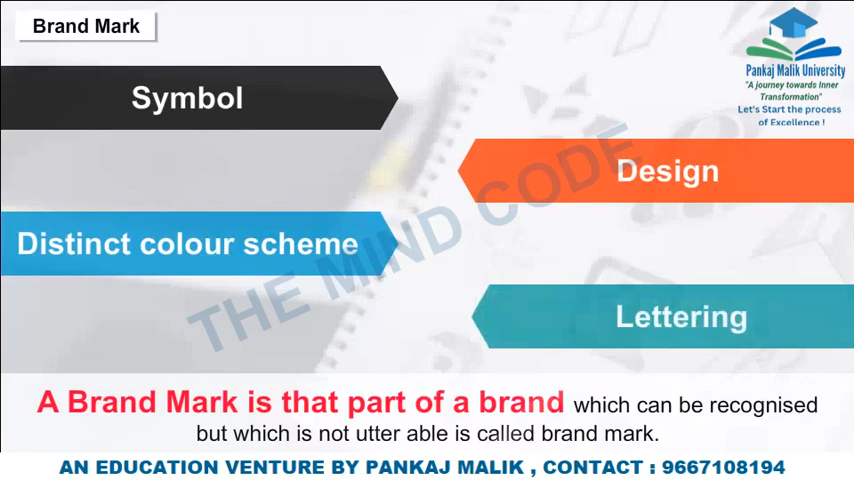 Brand Mark
Pankaj Malik University
"A journey towards Inner
Transformation"
Let's Start the process
of Excellence !
Symbol
Design
Distinct colour scheme
Lettering
THE MIND CODE
A Brand Mark is that part of a brand which can be recognised
but which is not utter able is called brand mark.
AN EDUCATION VENTURE BY PANKAJ MALIK , CONTACT : 9667108194